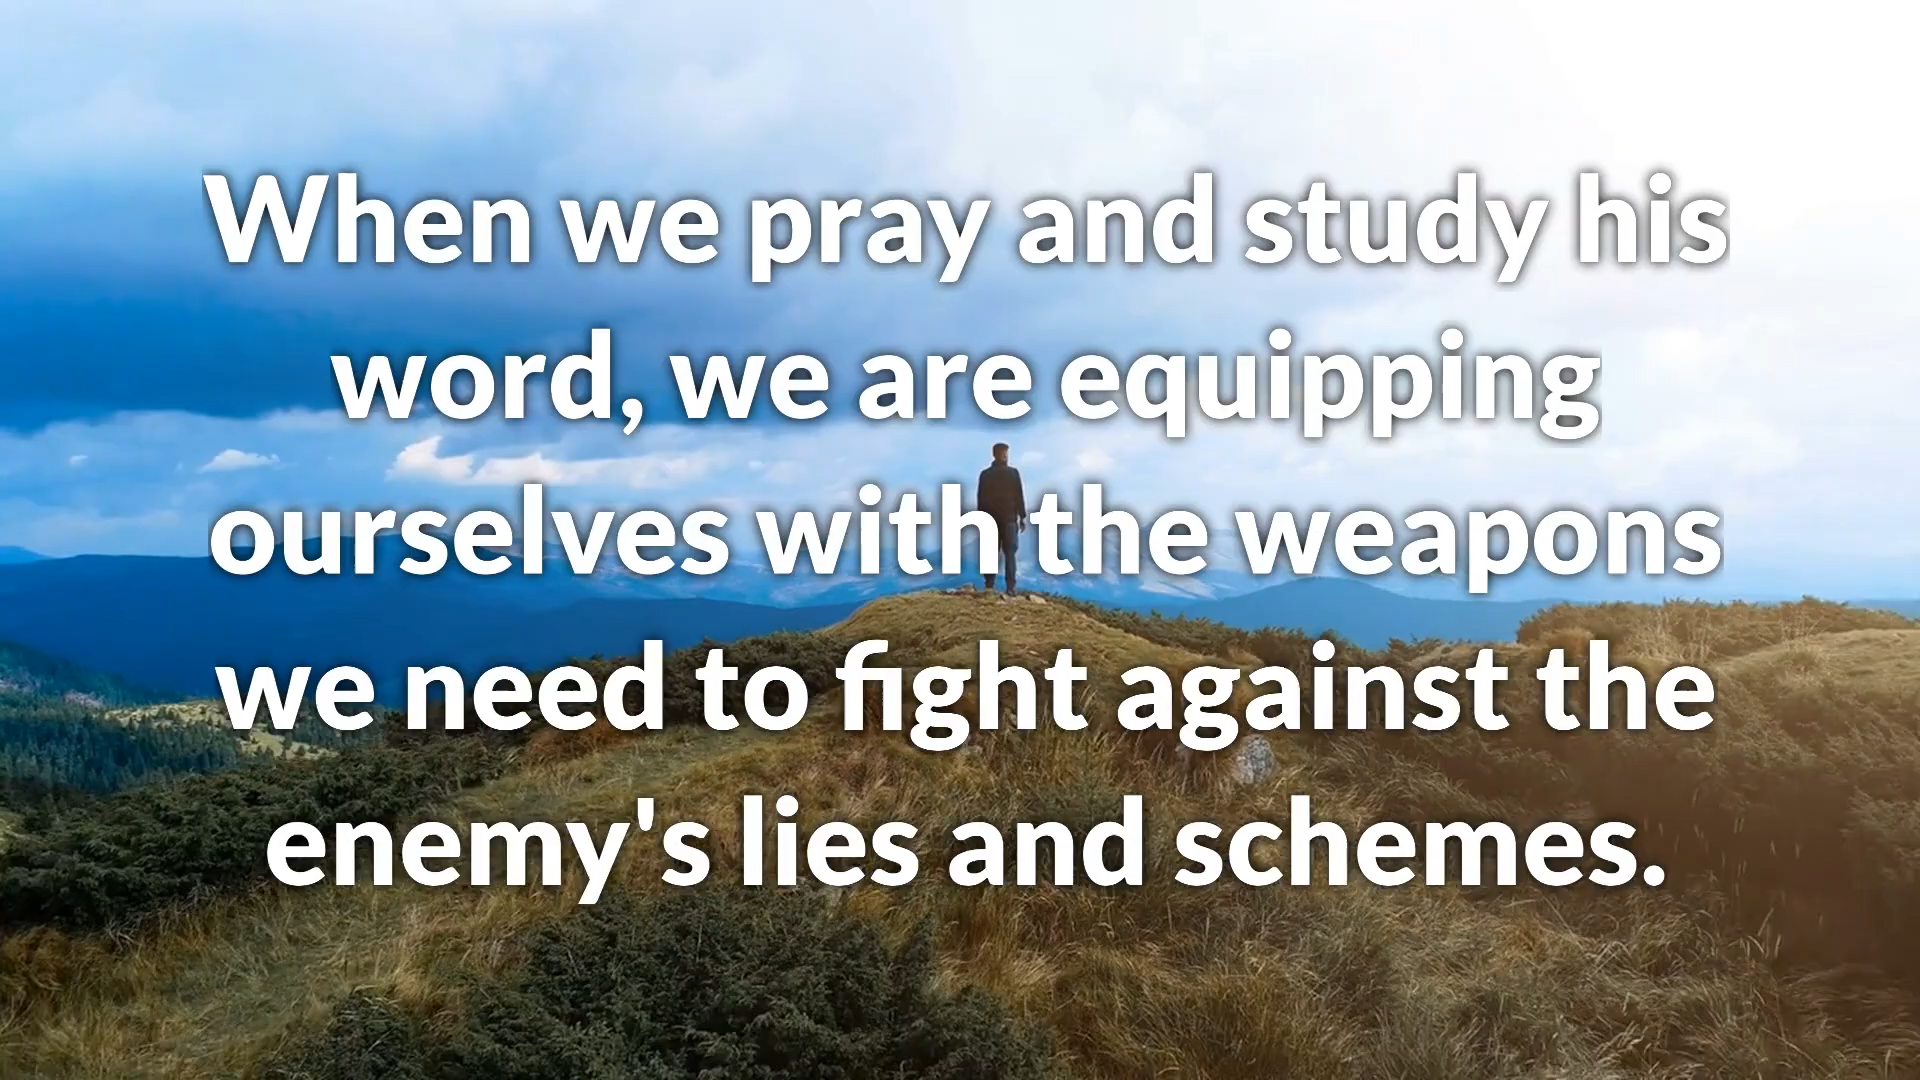 When we pray and study his
word, we are equipping
ourselves with the weapons
we need to fight against the
enemy's lies and schemes.